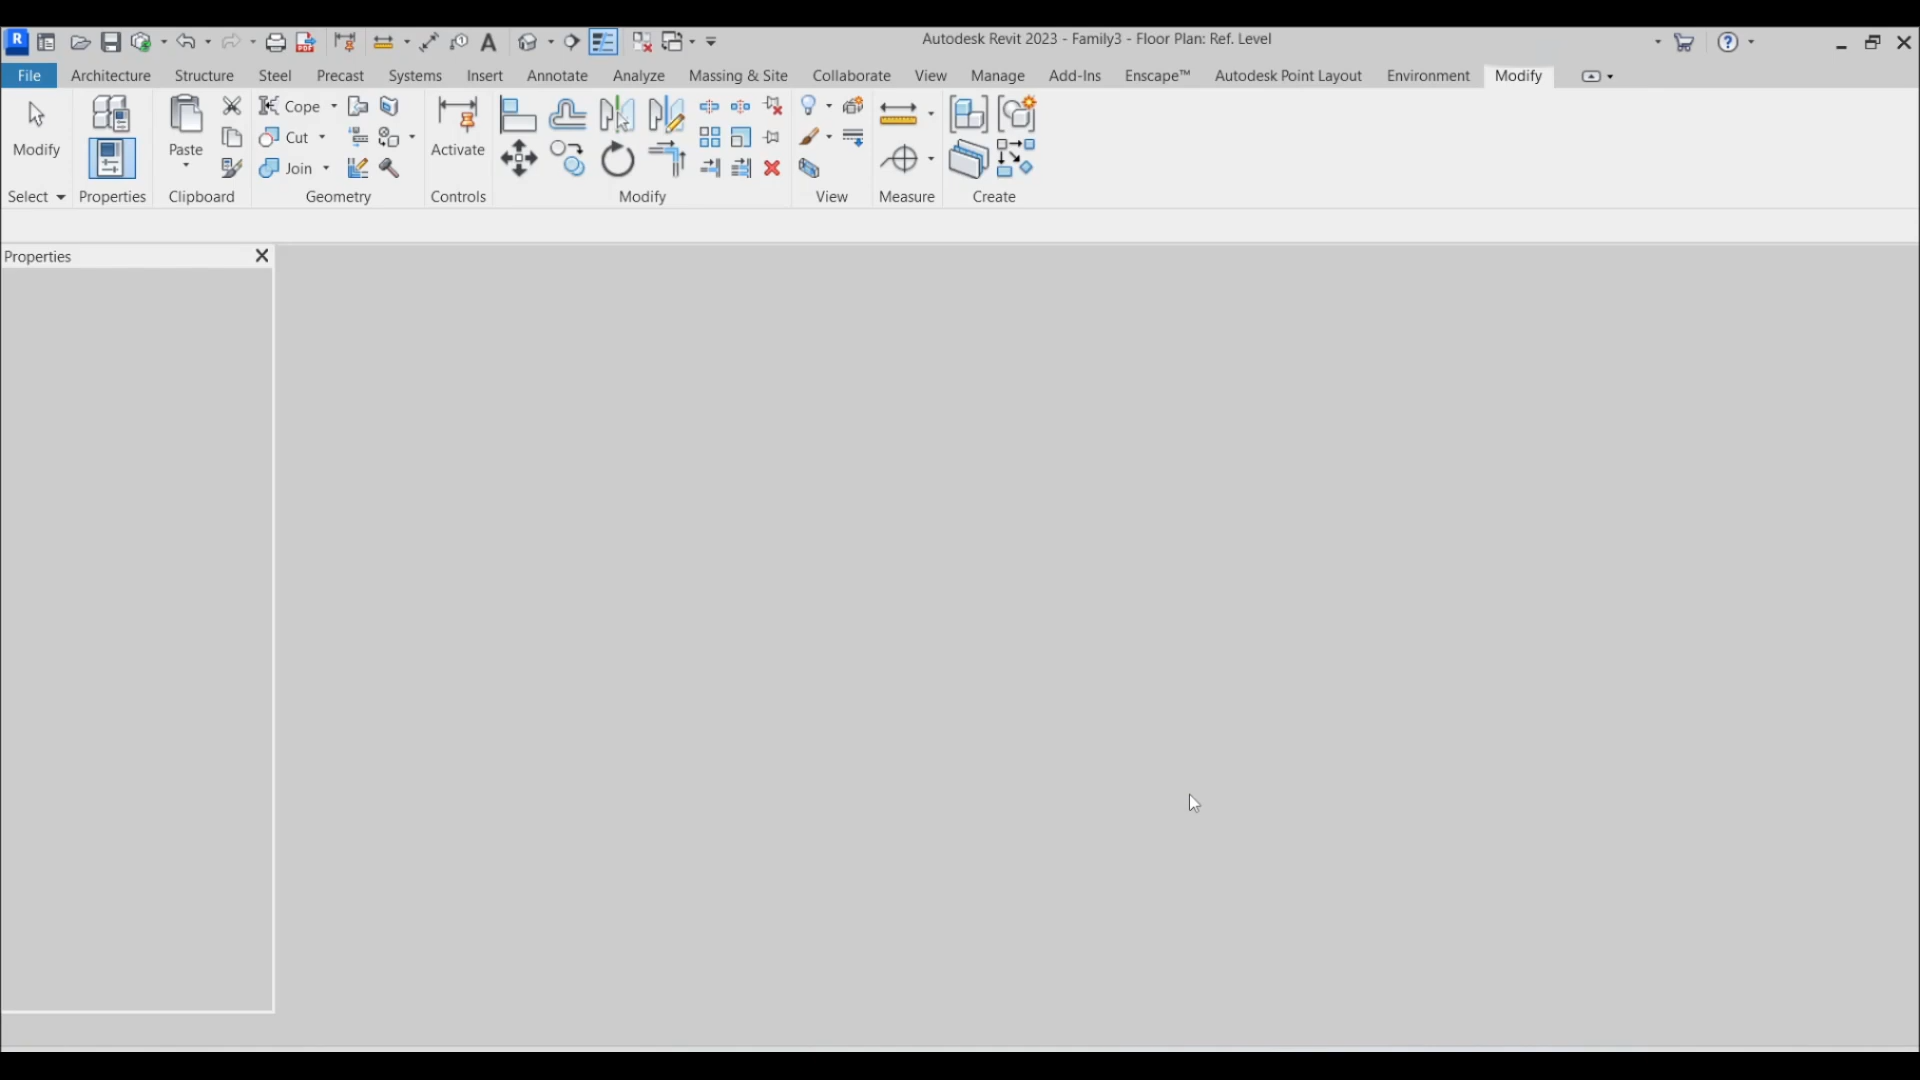 R
Autodesk Revit 2023 - Family3 - Floor Plan: Ref. Level
File Architecture Structure Steel Precast Systems Insert Annotate Analyze Massing & Site Collaborate View Manage Add-Ins Enscape™ Autodesk Point Layout Environment Modify
Modify
Paste
Cope
Cut
Join
Activate
Select Properties Clipboard Geometry Controls Modify View Measure Create
Properties